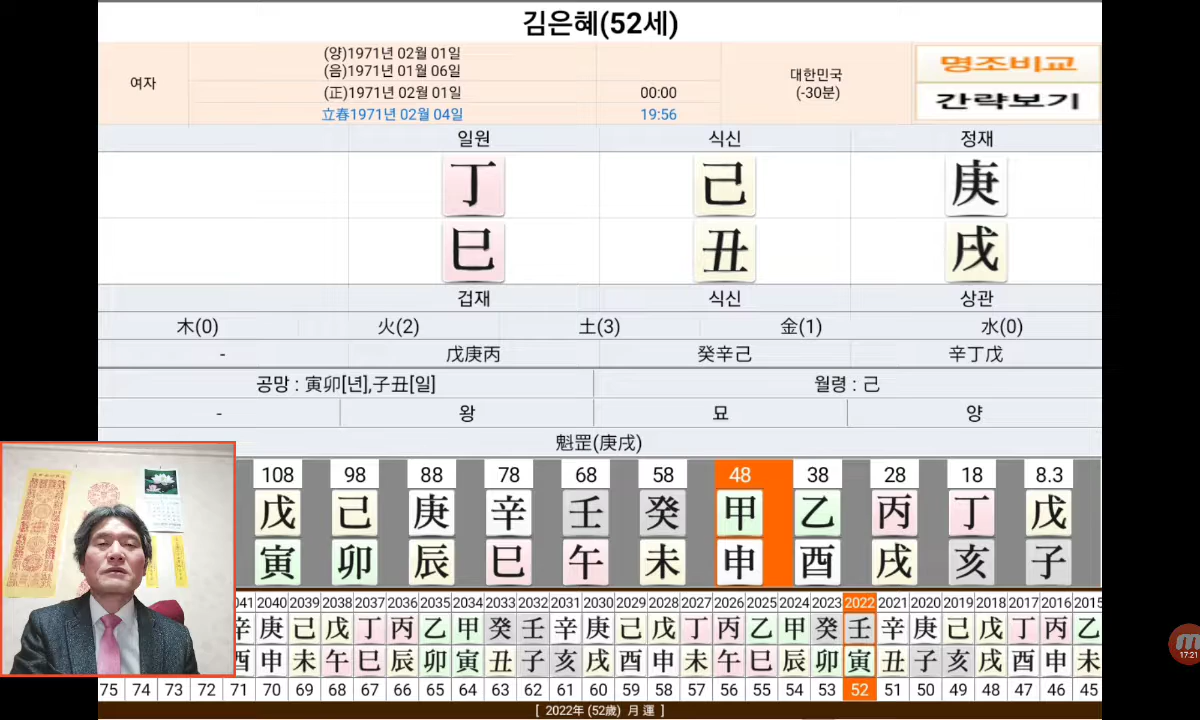 김은혜(52세)
여자
(양)1971년 02월 01일
(음)1971년 01월 06일
(正)1971년 02월 01일 00:00
立春1971년 02월 04일 19:56
대한민국
(-30분)
명조비교
간략보기
일원 식신 정재
丁 己 庚
巳 丑 戌
겁재 식신 상관
木(0) 火(2) 土(3) 金(1) 水(0)
- 戊庚丙 癸辛己 辛丁戊
공망 : 寅卯[년],子丑[일] 월령 : 己
- 왕 묘 양
魁罡(庚戌)
108 98 88 78 68 58 48 38 28 18 8.3
戊 己 庚 辛 壬 癸 甲 乙 丙 丁 戊
寅 卯 辰 巳 午 未 申 酉 戌 亥 子
041 2040 2039 2038 2037 2036 2035 2034 2033 2032 2031 2030 2029 2028 2027 2026 2025 2024 2023 2022 2021 2020 2019 2018 2017 2016 2015
辛 庚 己 戊 丁 丙 乙 甲 癸 壬 辛 庚 己 戊 丁 丙 乙 甲 癸 壬 辛 庚 己 戊 丁 丙 乙
酉 申 未 午 巳 辰 卯 寅 丑 子 亥 戌 酉 申 未 午 巳 辰 卯 寅 丑 子 亥 戌 酉 申 未
75 74 73 72 71 70 69 68 67 66 65 64 63 62 61 60 59 58 57 56 55 54 53 52 51 50 49 48 47 46 45
[ 2022年 (52歲) 月 運 ]
17:21